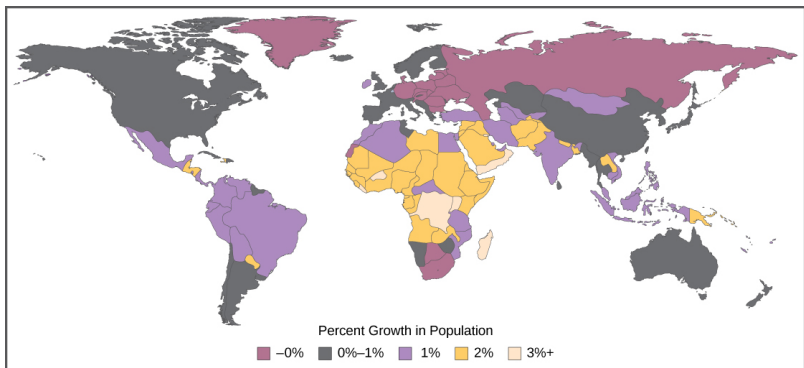 Percent Growth in Population
–0% 0%–1% 1% 2% 3%+